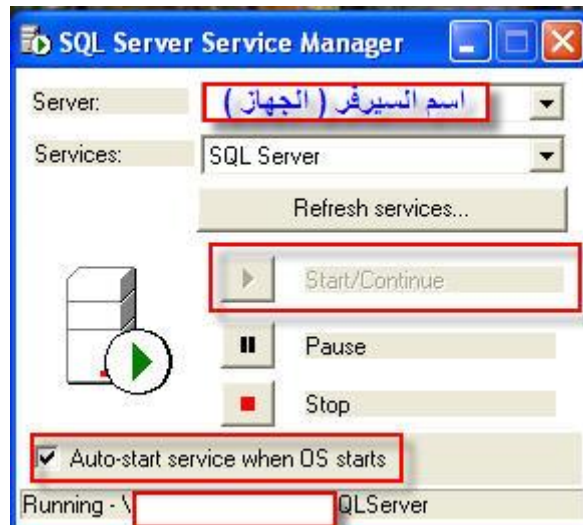 SQL Server Service Manager
Server: اسم السيرفر ( الجهاز )
Services: SQL Server
Refresh services...
Start/Continue
Pause
Stop
Auto-start service when OS starts
Running - \ QLServer